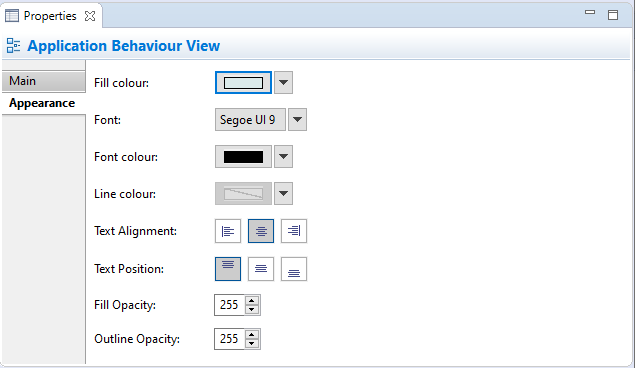 Properties
Application Behaviour View
Main
Appearance
Fill colour:
Font:
Segoe UI 9
Font colour:
Line colour:
Text Alignment:
Text Position:
Fill Opacity:
255
Outline Opacity:
255